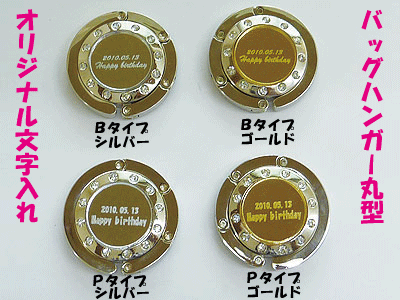 バッグハンガー丸型
オリジナル文字入れ
2010.05.13
Happy birthday
Bタイプ
シルバー
2010.05.13
Happy birthday
Bタイプ
ゴールド
2010.05.13
Happy birthday
Pタイプ
シルバー
2010.05.13
Happy birthday
Pタイプ
ゴールド